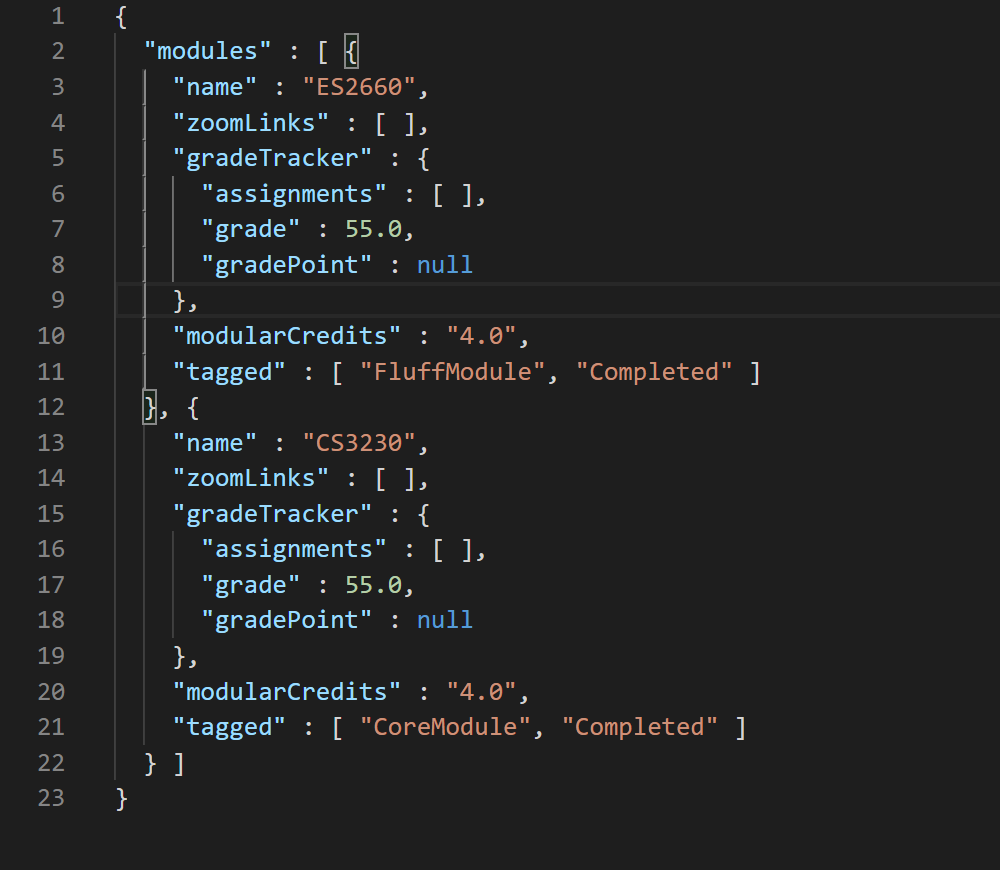 1 {
2   "modules" : [ {
3     "name" : "ES2660",
4     "zoomLinks" : [ ],
5     "gradeTracker" : {
6       "assignments" : [ ],
7       "grade" : 55.0,
8       "gradePoint" : null
9     },
10     "modularCredits" : "4.0",
11     "tagged" : [ "FluffModule", "Completed" ]
12   }, {
13     "name" : "CS3230",
14     "zoomLinks" : [ ],
15     "gradeTracker" : {
16       "assignments" : [ ],
17       "grade" : 55.0,
18       "gradePoint" : null
19     },
20     "modularCredits" : "4.0",
21     "tagged" : [ "CoreModule", "Completed" ]
22   } ]
23 }